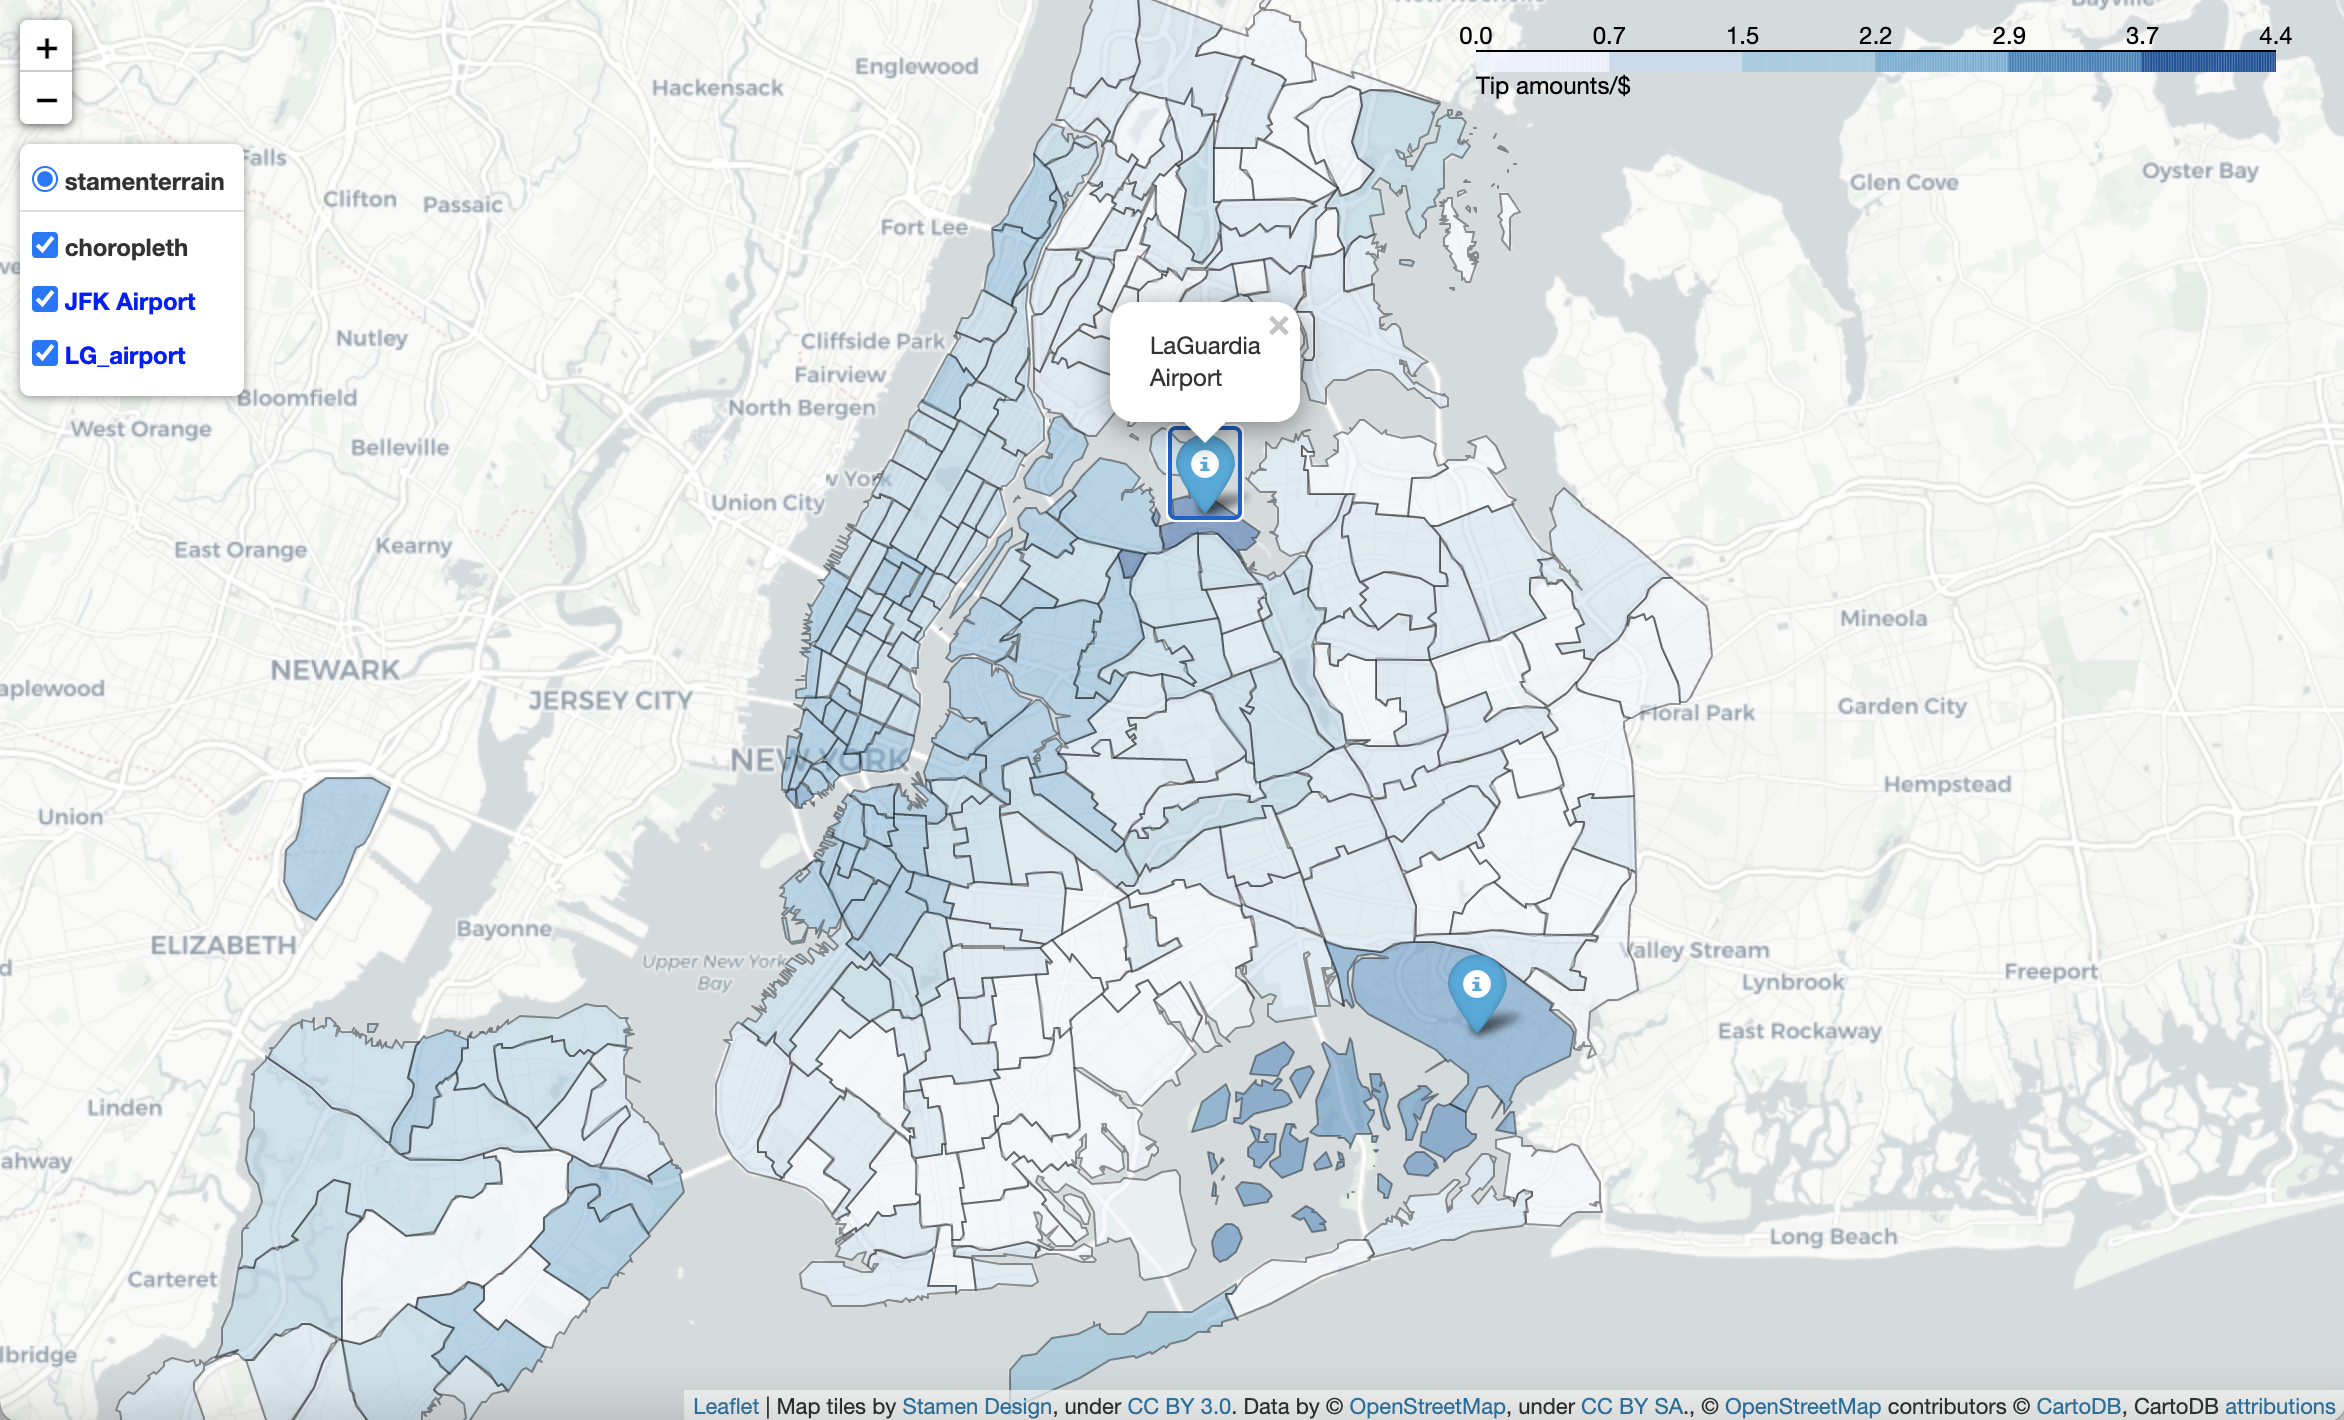 +
−
stamenterrain
choropleth
JFK Airport
LG_airport
0.0 0.7 1.5 2.2 2.9 3.7 4.4
Tip amounts/$
Englewood
Hackensack
Falls
Clifton
Passaic
Fort Lee
Glen Cove
Oyster Bay
Nutley
Cliffside Park
Fairview
North Bergen
Bloomfield
West Orange
Belleville
Union City
East Orange
Kearny
LaGuardia
Airport
×
NEWARK
JERSEY CITY
NEW YORK
Mineola
Garden City
Floral Park
Hempstead
Union
ELIZABETH
Bayonne
Upper New York
Bay
Valley Stream
Lynbrook
Freeport
East Rockaway
Linden
Carteret
Long Beach
Leaflet | Map tiles by Stamen Design, under CC BY 3.0. Data by © OpenStreetMap, under CC BY SA., © OpenStreetMap contributors © CartoDB, CartoDB attributions